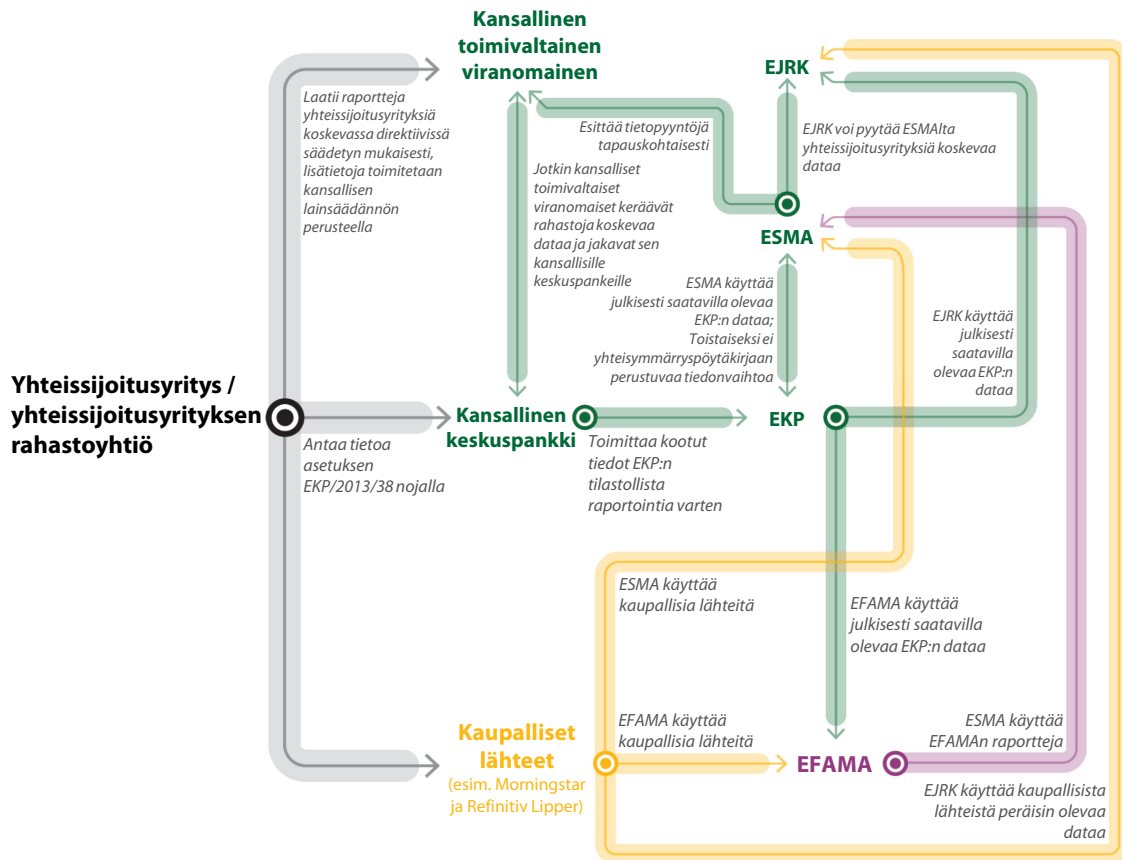 Kansallinen
toimivaltainen
viranomainen
EJRK
Laatii raportteja
yhteissijoitusyrityksiä
koskevassa direktiivissä
säädetyn mukaisesti,
lisätietoja toimitetaan
kansallisen
lainsäädännön
perusteella
Esittää tietopyyntöjä
tapauskohtaisesti
EJRK voi pyytää ESMAlta
yhteissijoitusyrityksiä koskevaa
dataa
Jotkin kansalliset
toimivaltaiset
viranomaiset keräävät
rahastoja koskevaa
dataa ja jakavat sen
kansallisille
keskuspankeille
ESMA
ESMA käyttää
julkisesti saatavilla olevaa
EKP:n dataa;
Toistaiseksi ei
yhteisymmärryspöytäkirjaan
perustuvaa tiedonvaihtoa
EJRK käyttää
julkisesti
saatavilla
olevaa EKP:n
dataa
Yhteissijoitusyritys /
yhteissijoitusyrityksen
rahastoyhtiö
Kansallinen
keskuspankki
EKP
Antaa tietoa
asetuksen
EKP/2013/38 nojalla
Toimittaa kootut
tiedot EKP:n
tilastollista
raportointia varten
ESMA käyttää
kaupallisia lähteitä
EFAMA käyttää
julkisesti saatavilla
olevaa EKP:n dataa
Kaupalliset
lähteet
(esim. Morningstar
ja Refinitiv Lipper)
EFAMA käyttää
kaupallisia lähteitä
EFAMA
ESMA käyttää
EFAMAn raportteja
EJRK käyttää kaupallisista
lähteistä peräisin olevaa
dataa